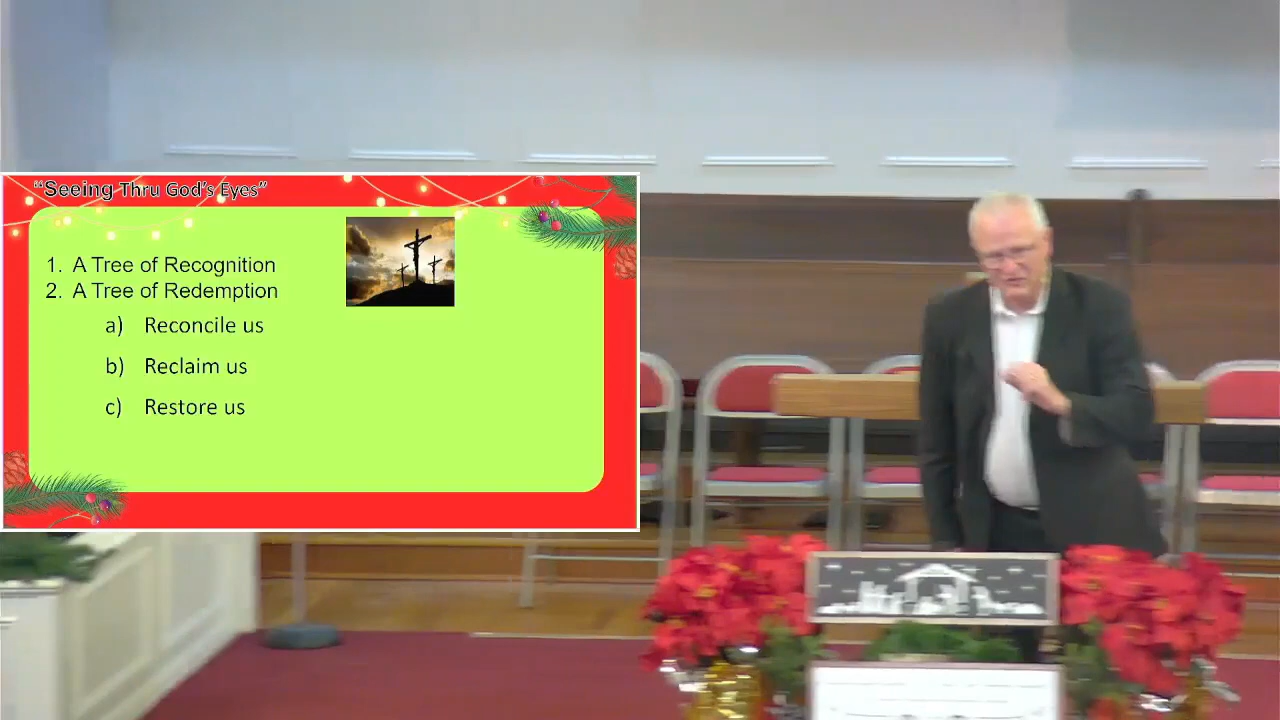 “Seeing Thru God’s Eyes”
1. A Tree of Recognition
2. A Tree of Redemption
a) Reconcile us
b) Reclaim us
c) Restore us